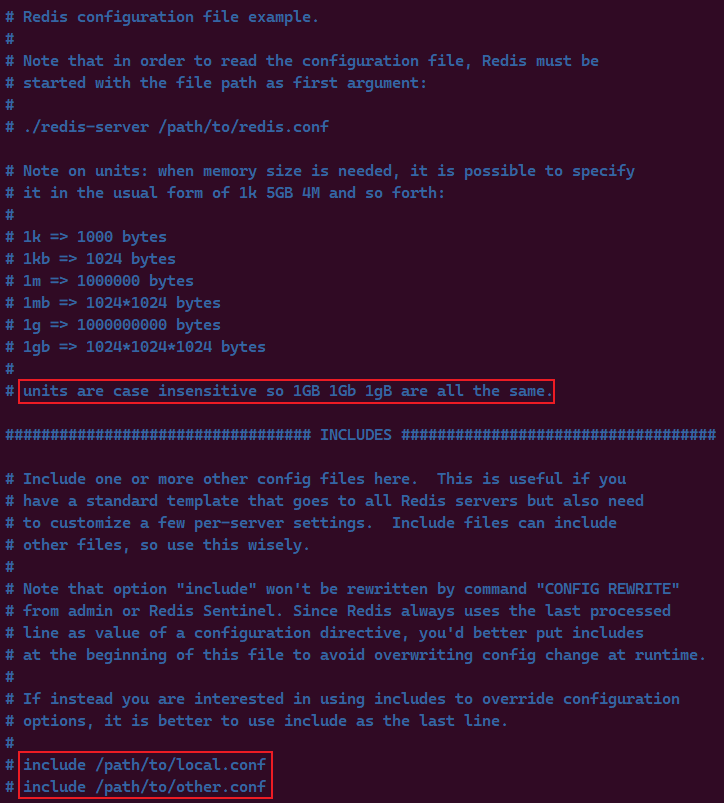 # Redis configuration file example.
#
# Note that in order to read the configuration file, Redis must be
# started with the file path as first argument:
#
# ./redis-server /path/to/redis.conf
# Note on units: when memory size is needed, it is possible to specify
# it in the usual form of 1k 5GB 4M and so forth:
#
# 1k => 1000 bytes
# 1kb => 1024 bytes
# 1m => 1000000 bytes
# 1mb => 1024*1024 bytes
# 1g => 1000000000 bytes
# 1gb => 1024*1024*1024 bytes
#
# units are case insensitive so 1GB 1Gb 1gB are all the same.
################################## INCLUDES ###################################
# Include one or more other config files here.  This is useful if you
# have a standard template that goes to all Redis servers but also need
# to customize a few per-server settings.  Include files can include
# other files, so use this wisely.
#
# Note that option "include" won't be rewritten by command "CONFIG REWRITE"
# from admin or Redis Sentinel. Since Redis always uses the last processed
# line as value of a configuration directive, you'd better put includes
# at the beginning of this file to avoid overwriting config change at runtime.
#
# If instead you are interested in using includes to override configuration
# options, it is better to use include as the last line.
#
# include /path/to/local.conf
# include /path/to/other.conf